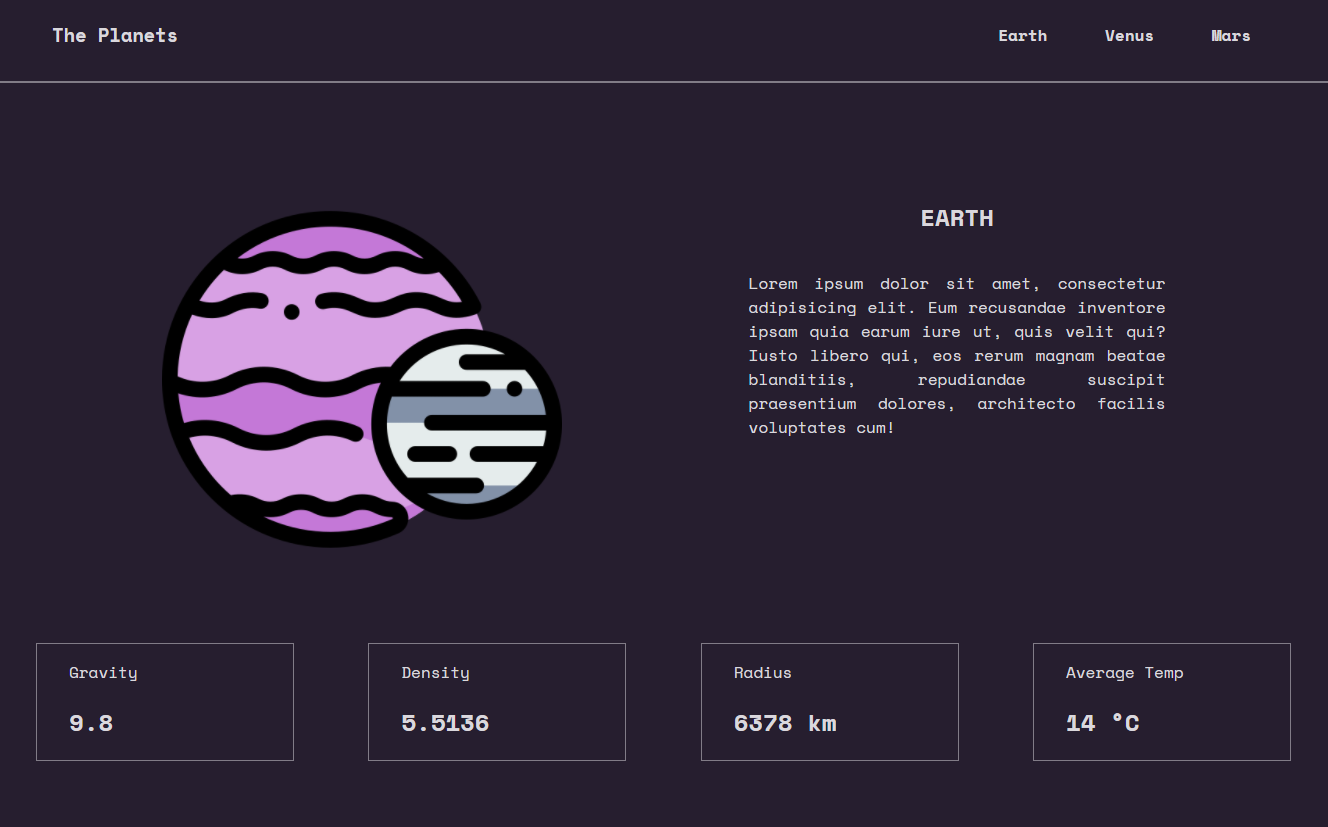 The Planets
Earth Venus Mars
EARTH
Lorem ipsum dolor sit amet, consectetur
adipisicing elit. Eum recusandae inventore
ipsam quia earum iure ut, quis velit qui?
Iusto libero qui, eos rerum magnam beatae
blanditiis, repudiandae suscipit
praesentium dolores, architecto facilis
voluptates cum!
Gravity
9.8
Density
5.5136
Radius
6378 km
Average Temp
14 °C